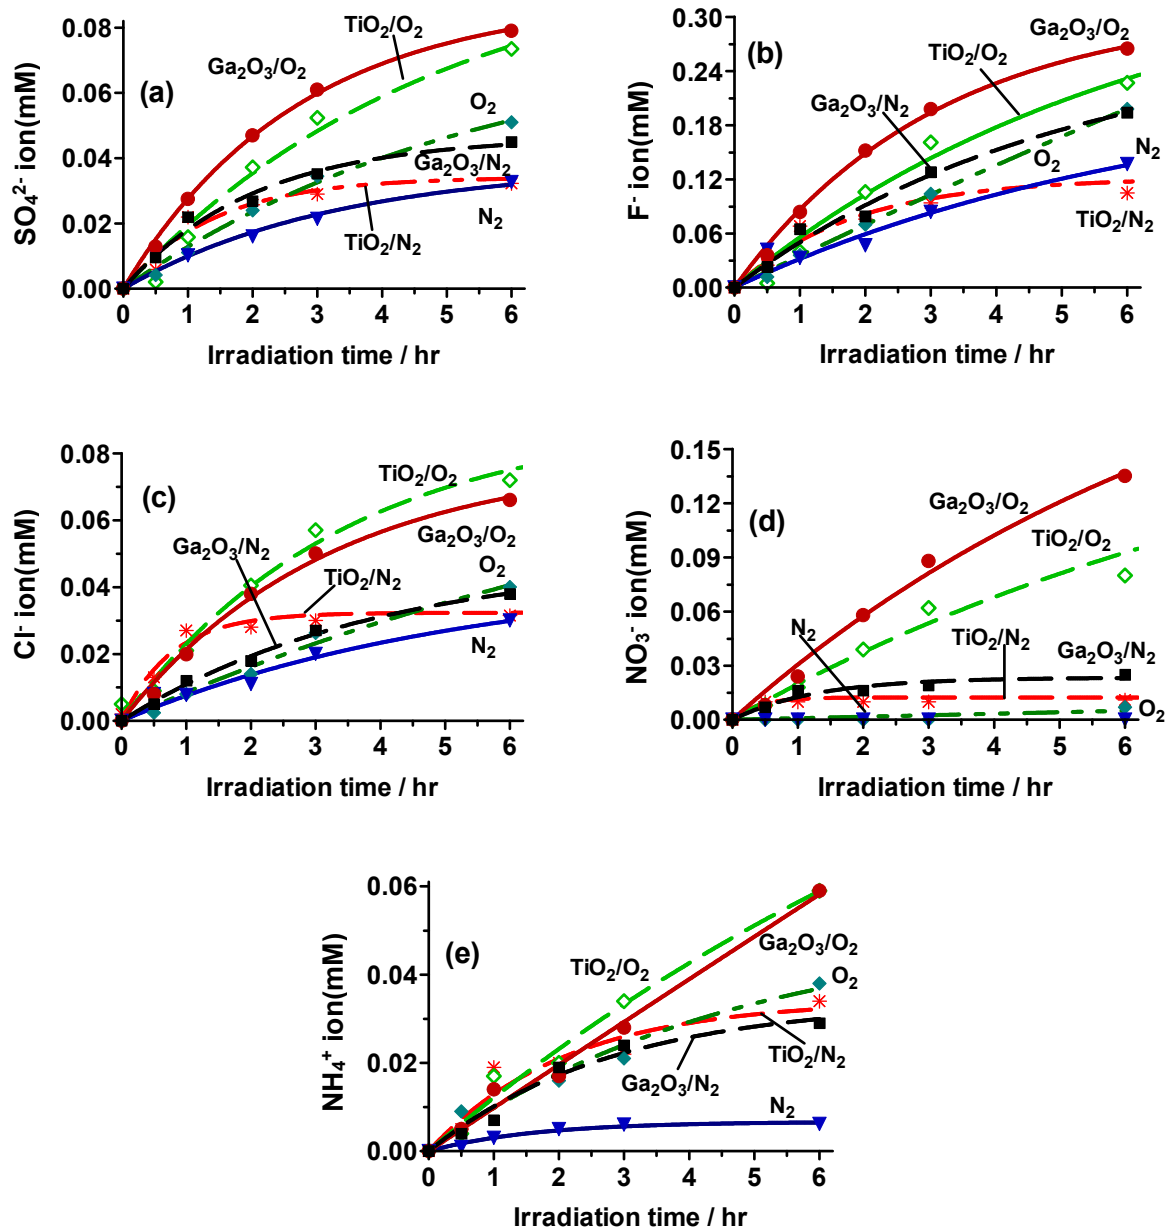 (a)
SO₄²⁻ ion(mM)
0.08
0.06
0.04
0.02
0.00
TiO₂/O₂
Ga₂O₃/O₂
O₂
Ga₂O₃/N₂
N₂
TiO₂/N₂
0 1 2 3 4 5 6
Irradiation time / hr
(b)
F⁻ ion(mM)
0.30
0.24
0.18
0.12
0.06
0.00
Ga₂O₃/O₂
TiO₂/O₂
Ga₂O₃/N₂
N₂
O₂
TiO₂/N₂
0 1 2 3 4 5 6
Irradiation time / hr
(c)
Cl⁻ ion(mM)
0.08
0.06
0.04
0.02
0.00
TiO₂/O₂
Ga₂O₃/N₂
Ga₂O₃/O₂
O₂
TiO₂/N₂
N₂
0 1 2 3 4 5 6
Irradiation time / hr
(d)
NO₃⁻ ion(mM)
0.15
0.12
0.09
0.06
0.03
0.00
Ga₂O₃/O₂
TiO₂/O₂
N₂
TiO₂/N₂
Ga₂O₃/N₂
O₂
0 1 2 3 4 5 6
Irradiation time / hr
(e)
NH₄⁺ ion(mM)
0.06
0.04
0.02
0.00
Ga₂O₃/O₂
TiO₂/O₂
O₂
TiO₂/N₂
Ga₂O₃/N₂
N₂
0 1 2 3 4 5 6
Irradiation time / hr